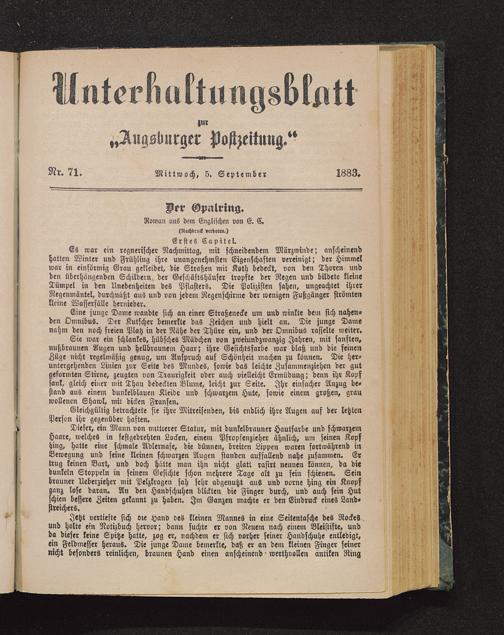 Unterhaltungsblatt
zur
„Augsburger Postzeitung.“
Nr. 71. Mittwoch, 5. September 1883.
Der Opalring.
Roman aus dem Englischen von E. C.
(Nachdruck verboten.)
Erstes Capitel.
Es war ein regnerischer Nachmittag, mit schneidendem Märzwinde; anscheinend
hatten Winter und Frühling ihre unangenehmsten Eigenschaften vereinigt; der Himmel
war in einförmig Grau gekleidet, die Straßen mit Koth bedeckt, von den Thoren und
den überhängenden Schildern, der Geschäftshäuser tropfte der Regen und bildete kleine
Tümpel in den Unebenheiten des Pflasters. Die Polizisten sahen, ungeachtet ihrer
Regenmäntel, durchnäßt aus und von jedem Regenschirme der wenigen Fußgänger strömten
kleine Wasserfälle hernieder.
Eine junge Dame wandte sich an einer Straßenecke um und winkte dem sich nahen-
den Omnibus. Der Kutscher bemerkte das Zeichen und hielt an. Die junge Dame
nahm den noch freien Platz in der Nähe der Thüre ein, und der Omnibus rasselte weiter.
Sie war ein schlankes, hübsches Mädchen von zweiundzwanzig Jahren, mit sanften,
nußbraunen Augen und hellbraunem Haar; ihre Gesichtsfarbe war blaß und die feinen
Züge nicht regelmäßig genug, um Anspruch auf Schönheit machen zu können. Die her-
untergehenden Linien zur Seite des Mundes, sowie das leichte Zusammenziehen der gut
geformten Stirne, zeugten von Traurigkeit oder auch vielleicht Ermüdung; denn ihr Kopf
sank, gleich einer mit Thau bedeckten Blume, leicht zur Seite. Ihr einfacher Anzug be-
stand aus einem dunkelblauen Kleide und schwarzem Hute, sowie einem großen, grau
wollenen Shawl, mit dicken Fransen.
Gleichgültig betrachtete sie ihre Mitreisenden, bis endlich ihre Augen auf der letzten
Person ihr gegenüber haften.
Dieser, ein Mann von mittlerer Statur, mit dunkelbrauner Hautfarbe und schwarzem
Haare, welches in festgedrehten Locken, einem Pfropfenzieher ähnlich, um seinen Kopf
hing, hatte eine schmale Adlernase, die dünnen, breiten Lippen waren fortwährend in
Bewegung und seine kleinen schwarzen Augen standen auffallend nahe zusammen. Er
trug keinen Bart, und doch hätte man ihn nicht glatt rasirt nennen können, da die
dunkeln Stoppeln in seinem Gesichte schon mehrere Tage alt zu sein schienen. Sein
brauner Ueberzieher mit Pelzkragen sah sehr abgenutzt aus und vorne hing ein Knopf
ganz lose daran. An den Handschuhen blickten die Finger durch, und auch sein Hut
schien bessere Zeiten gekannt zu haben. Im Ganzen machte er den Eindruck eines Land-
streichers.
Jetzt vertiefte sich die Hand des kleinen Mannes in eine Seitentasche des Rockes
und holte ein Notizbuch hervor; dann suchte er von Neuem nach einem Bleistifte, und
da dieser keine Spitze hatte, zog er, nachdem er sich vorher seiner Handschuhe entledigt,
ein Federmesser heraus. Die junge Dame bemerkte, daß er an dem kleinen Finger seiner
nicht besonders reinlichen, braunen Hand einen anscheinend werthvollen antiken Ring